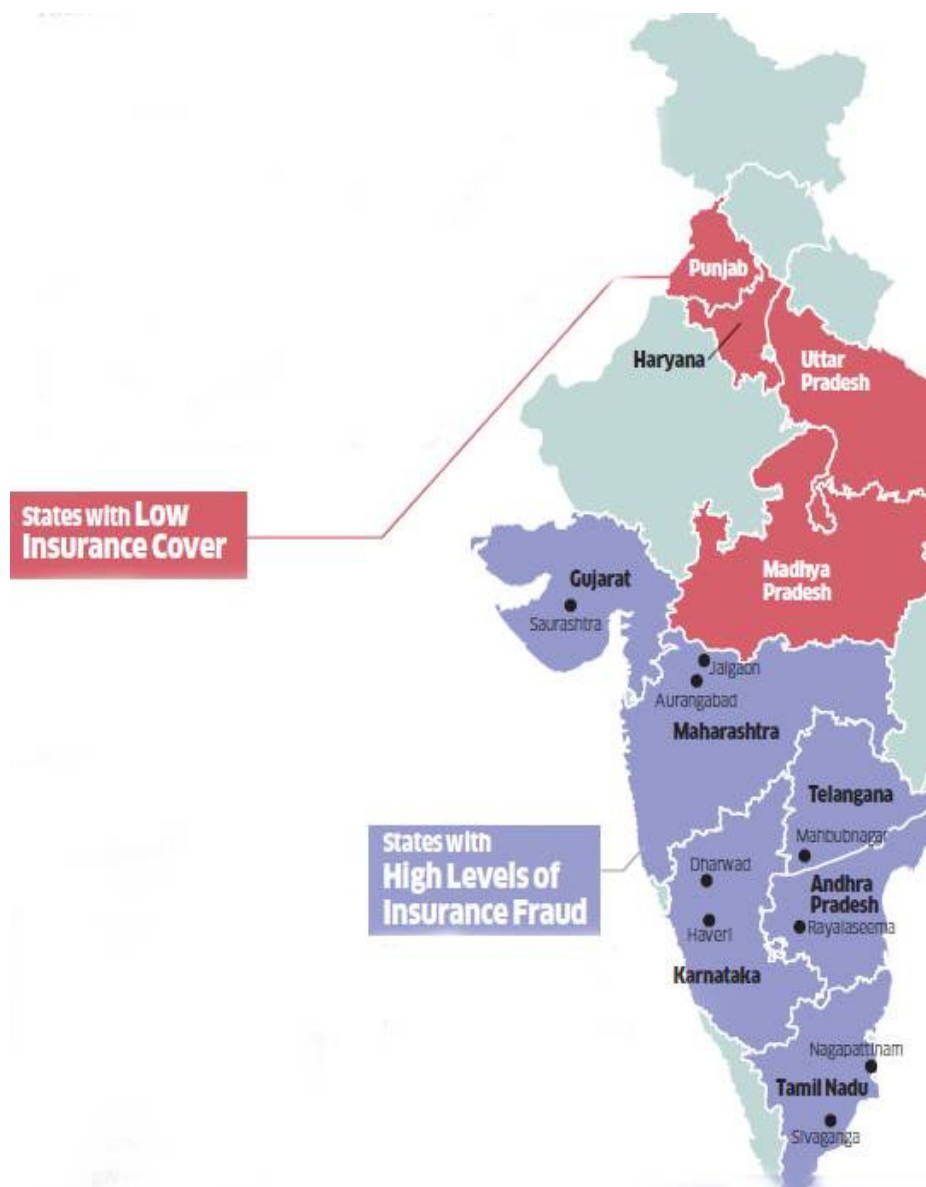 Punjab
Haryana
Uttar
Pradesh
States with Low
Insurance Cover
Madhya
Pradesh
Gujarat
Saurashtra
Jalgaon
Aurangabad
Maharashtra
Telangana
States with
High Levels of
Insurance Fraud
Mahbubnagar
Dharwad
Andhra
Pradesh
Rayalaseema
Haveri
Karnataka
Nagapattinam
Tamil Nadu
Sivaganga